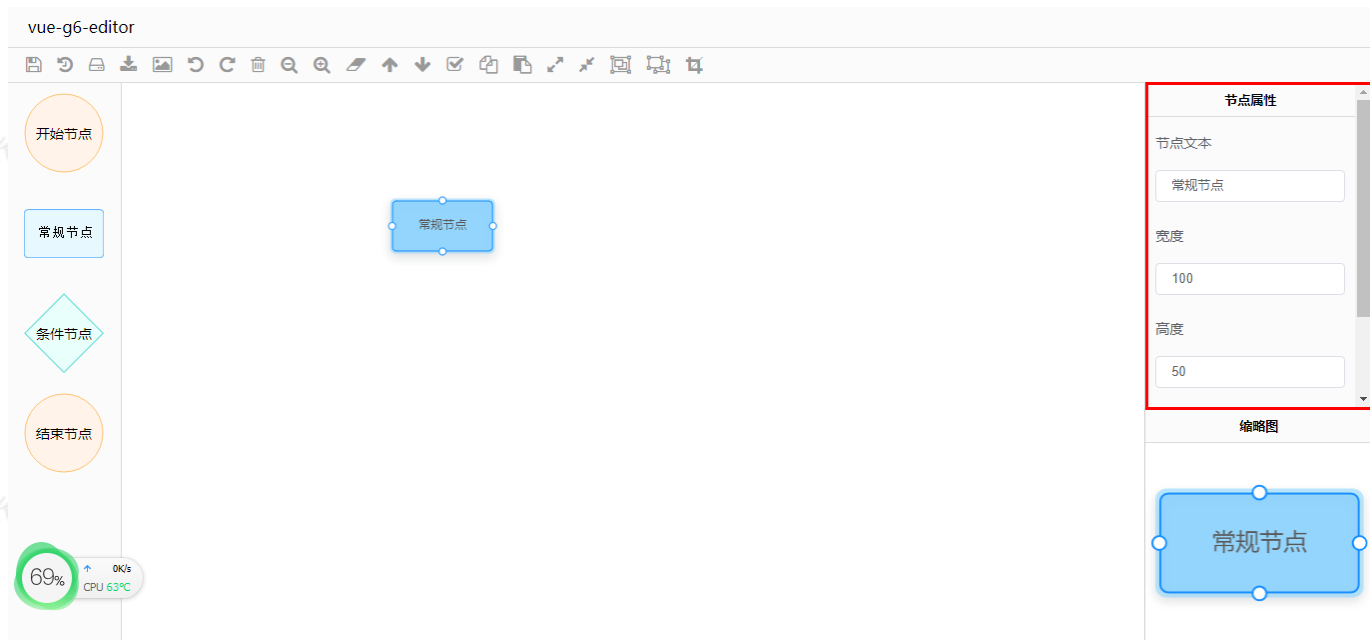 vue-g6-editor
开始节点
常规节点
条件节点
结束节点
常规节点
节点属性
节点文本
常规节点
宽度
100
高度
50
缩略图
常规节点
69%
0K/s
CPU 63℃